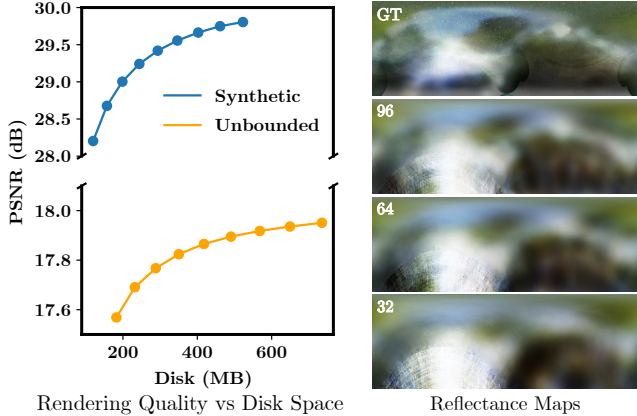 30.0
29.5
29.0
28.5
28.0
18.0
17.8
17.6
PSNR (dB)
Synthetic
Unbounded
200
400
600
Disk (MB)
Rendering Quality vs Disk Space
GT
96
64
32
Reflectance Maps